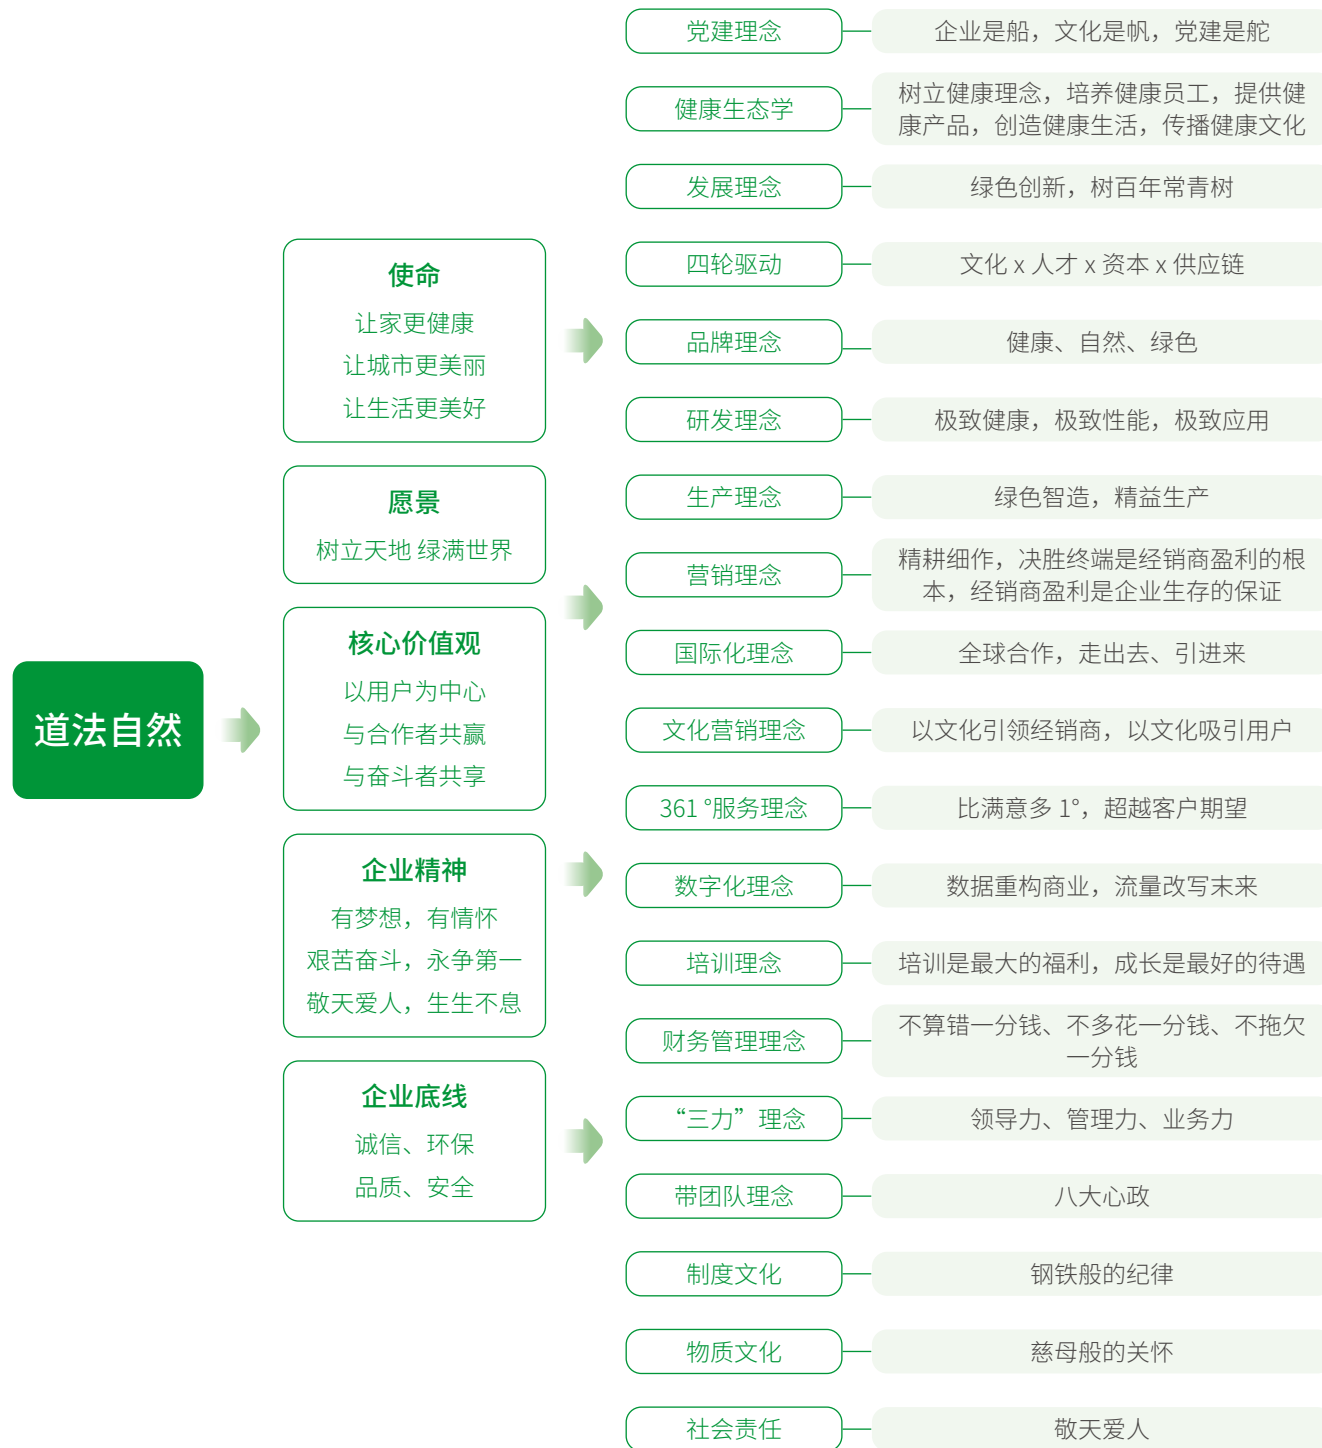 道法自然
使命
让家更健康
让城市更美丽
让生活更美好
愿景
树立天地 绿满世界
核心价值观
以用户为中心
与合作者共赢
与奋斗者共享
企业精神
有梦想，有情怀
艰苦奋斗，永争第一
敬天爱人，生生不息
企业底线
诚信、环保
品质、安全
党建理念
企业是船，文化是帆，党建是舵
健康生态学
树立健康理念，培养健康员工，提供健
康产品，创造健康生活，传播健康文化
发展理念
绿色创新，树百年常青树
四轮驱动
文化 x 人才 x 资本 x 供应链
品牌理念
健康、自然、绿色
研发理念
极致健康，极致性能，极致应用
生产理念
绿色智造，精益生产
营销理念
精耕细作，决胜终端是经销商盈利的根
本，经销商盈利是企业生存的保证
国际化理念
全球合作，走出去、引进来
文化营销理念
以文化引领经销商，以文化吸引用户
361 °服务理念
比满意多 1°，超越客户期望
数字化理念
数据重构商业，流量改写末来
培训理念
培训是最大的福利，成长是最好的待遇
财务管理理念
不算错一分钱、不多花一分钱、不拖欠
一分钱
“三力”理念
领导力、管理力、业务力
带团队理念
八大心政
制度文化
钢铁般的纪律
物质文化
慈母般的关怀
社会责任
敬天爱人